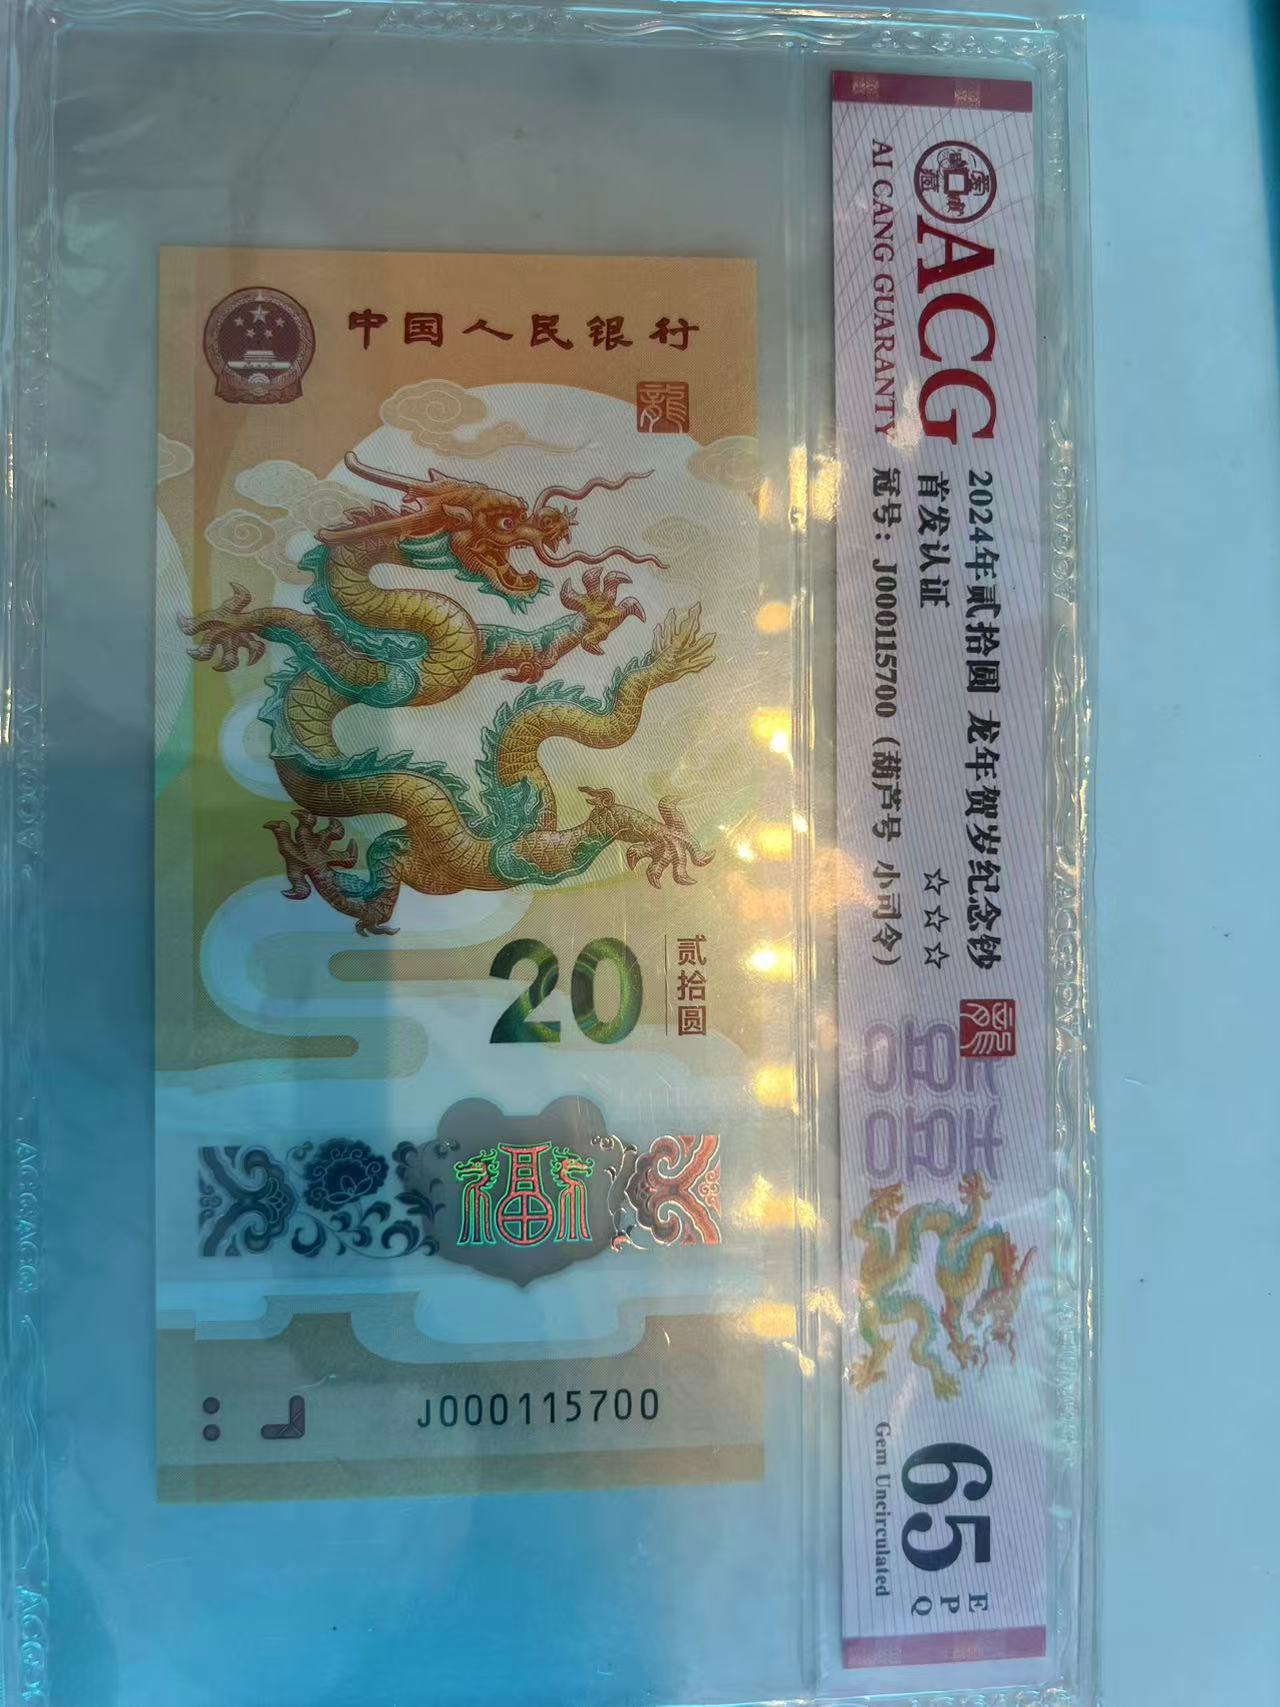 ACG
AI CANG GUARANTY
2024年贰拾圆 龙年贺岁纪念钞
首发认证
☆☆☆
冠号：J000115700（葫芦号 小司令）
65
EPQ
Gem Uncirculated
中国人民银行
龍
贰拾圆
20
福
J000115700